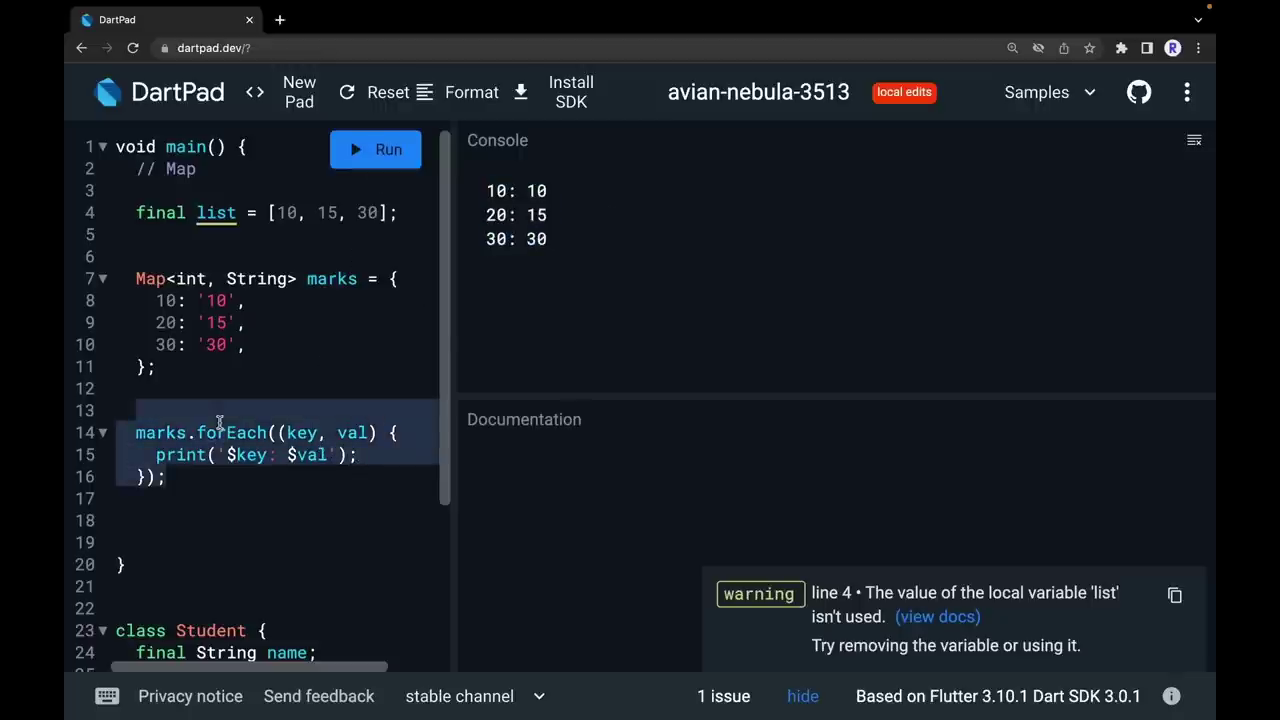 DartPad
dartpad.dev/?
R
DartPad
<> New Pad
Reset
Format
Install SDK
avian-nebula-3513
local edits
Samples
1 void main() {
2 // Map
3
4 final list = [10, 15, 30];
5
6
7 Map<int, String> marks = {
8 10: '10',
9 20: '15',
10 30: '30',
11 };
12
13
14 marks.forEach((key, val) {
15 print('$key: $val');
16 });
17
18
19
20 }
21
22
23 class Student {
24 final String name;
Run
Console
10: 10
20: 15
30: 30
Documentation
warning
line 4 • The value of the local variable 'list'
isn't used. (view docs)
Try removing the variable or using it.
Privacy notice
Send feedback
stable channel
1 issue
hide
Based on Flutter 3.10.1 Dart SDK 3.0.1